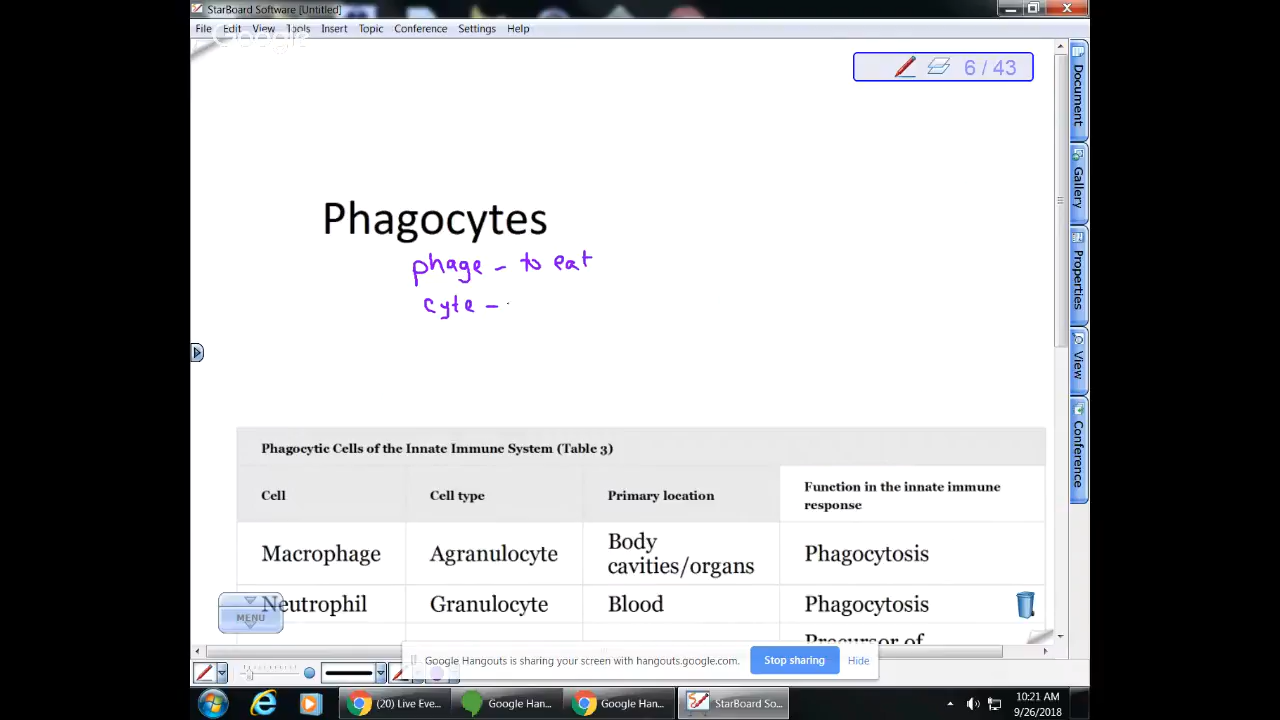 StarBoard Software [Untitled]
File Edit View Tools Insert Topic Conference Settings Help
Google
6 / 43
Document
Gallery
Properties
View
Conference
Phagocytes
phage - to eat
cyte -
Phagocytic Cells of the Innate Immune System (Table 3)
Cell Cell type Primary location Function in the innate immune
response
Macrophage Agranulocyte Body
cavities/organs Phagocytosis
Neutrophil Granulocyte Blood Phagocytosis
Precursor of
MENU
Google Hangouts is sharing your screen with hangouts.google.com. Stop sharing Hide
(20) Live Eve... Google Han... Google Han... StarBoard So...
10:21 AM
9/26/2018